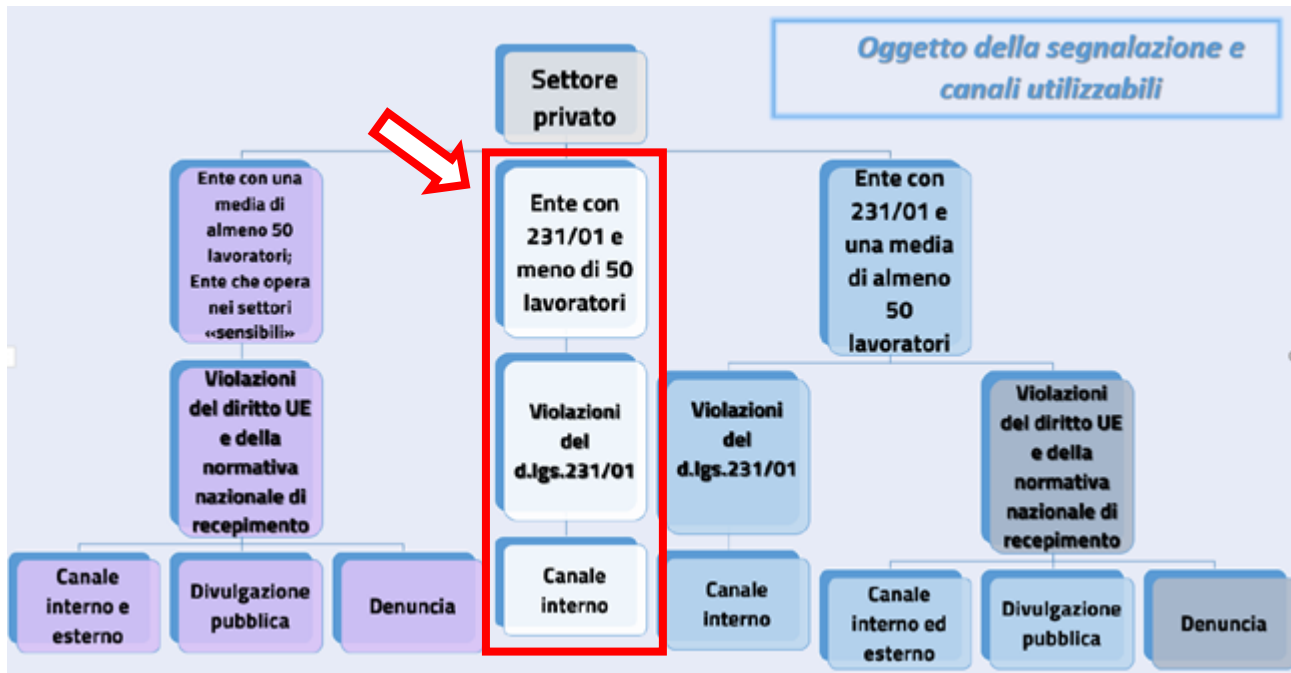 Oggetto della segnalazione e
canali utilizzabili
Settore
privato
Ente con una
media di
almeno 50
lavoratori;
Ente che opera
nei settori
«sensibili»
Ente con
231/01 e
meno di 50
lavoratori
Ente con
231/01 e
una media
di almeno
50
lavoratori
Violazioni
del diritto UE
e della
normativa
nazionale di
recepimento
Violazioni
del
d.lgs.231/01
Violazioni
del
d.lgs.231/01
Violazioni
del diritto UE
e della
normativa
nazionale di
recepimento
Canale
interno e
esterno
Divulgazione
pubblica
Denuncia
Canale
interno
Canale
Interno
Canale
interno ed
esterno
Divulgazione
pubblica
Denuncia